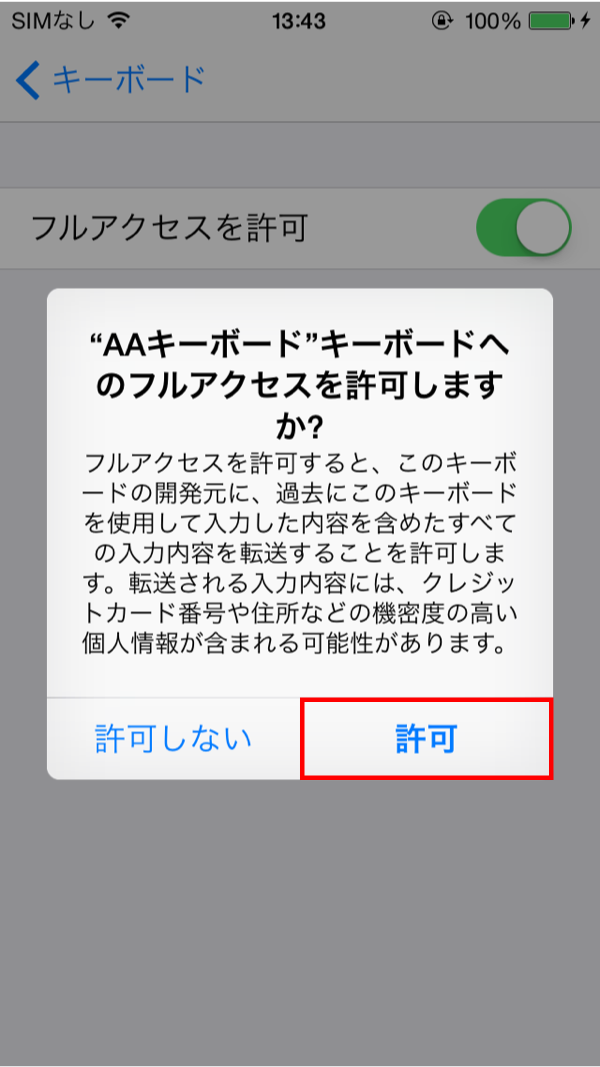 SIMなし 13:43 100%
キーボード
フルアクセスを許可
“AAキーボード”キーボードへ
のフルアクセスを許可します
か?
フルアクセスを許可すると、このキーボ
ードの開発元に、過去にこのキーボード
を使用して入力した内容を含めたすべて
の入力内容を転送することを許可しま
す。転送される入力内容には、クレジッ
トカード番号や住所などの機密度の高い
個人情報が含まれる可能性があります。
許可しない 許可